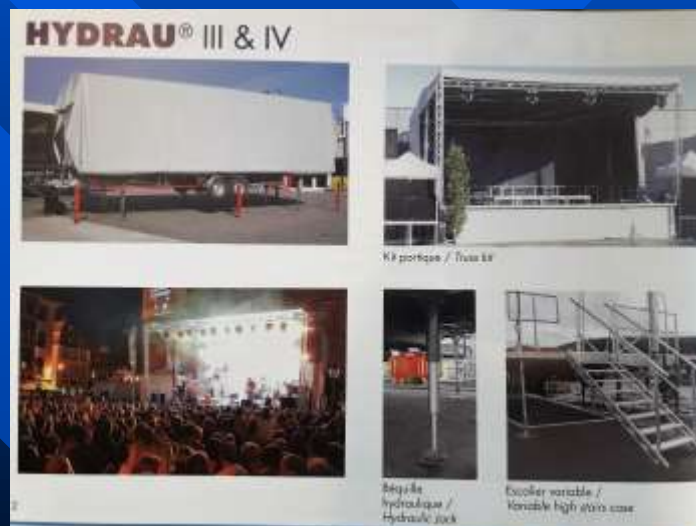 HYDRAU® III & IV
Kit portique / Truss kit
Béquille
hydraulique /
Hydraulic jack
Escalier variable /
Variable high stairs case
2